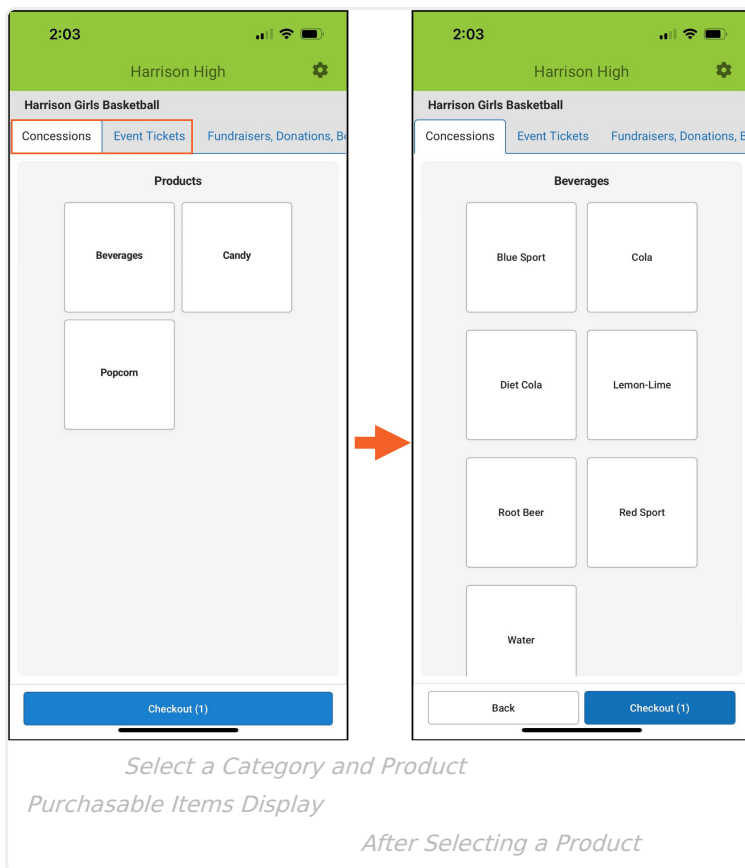 2:03
Harrison High
Harrison Girls Basketball
Concessions Event Tickets Fundraisers, Donations, Bo
Products
Beverages Candy
Popcorn
Checkout (1)
2:03
Harrison High
Harrison Girls Basketball
Concessions Event Tickets Fundraisers, Donations, B
Beverages
Blue Sport Cola
Diet Cola Lemon-Lime
Root Beer Red Sport
Water
Back Checkout (1)
Select a Category and Product
Purchasable Items Display
After Selecting a Product